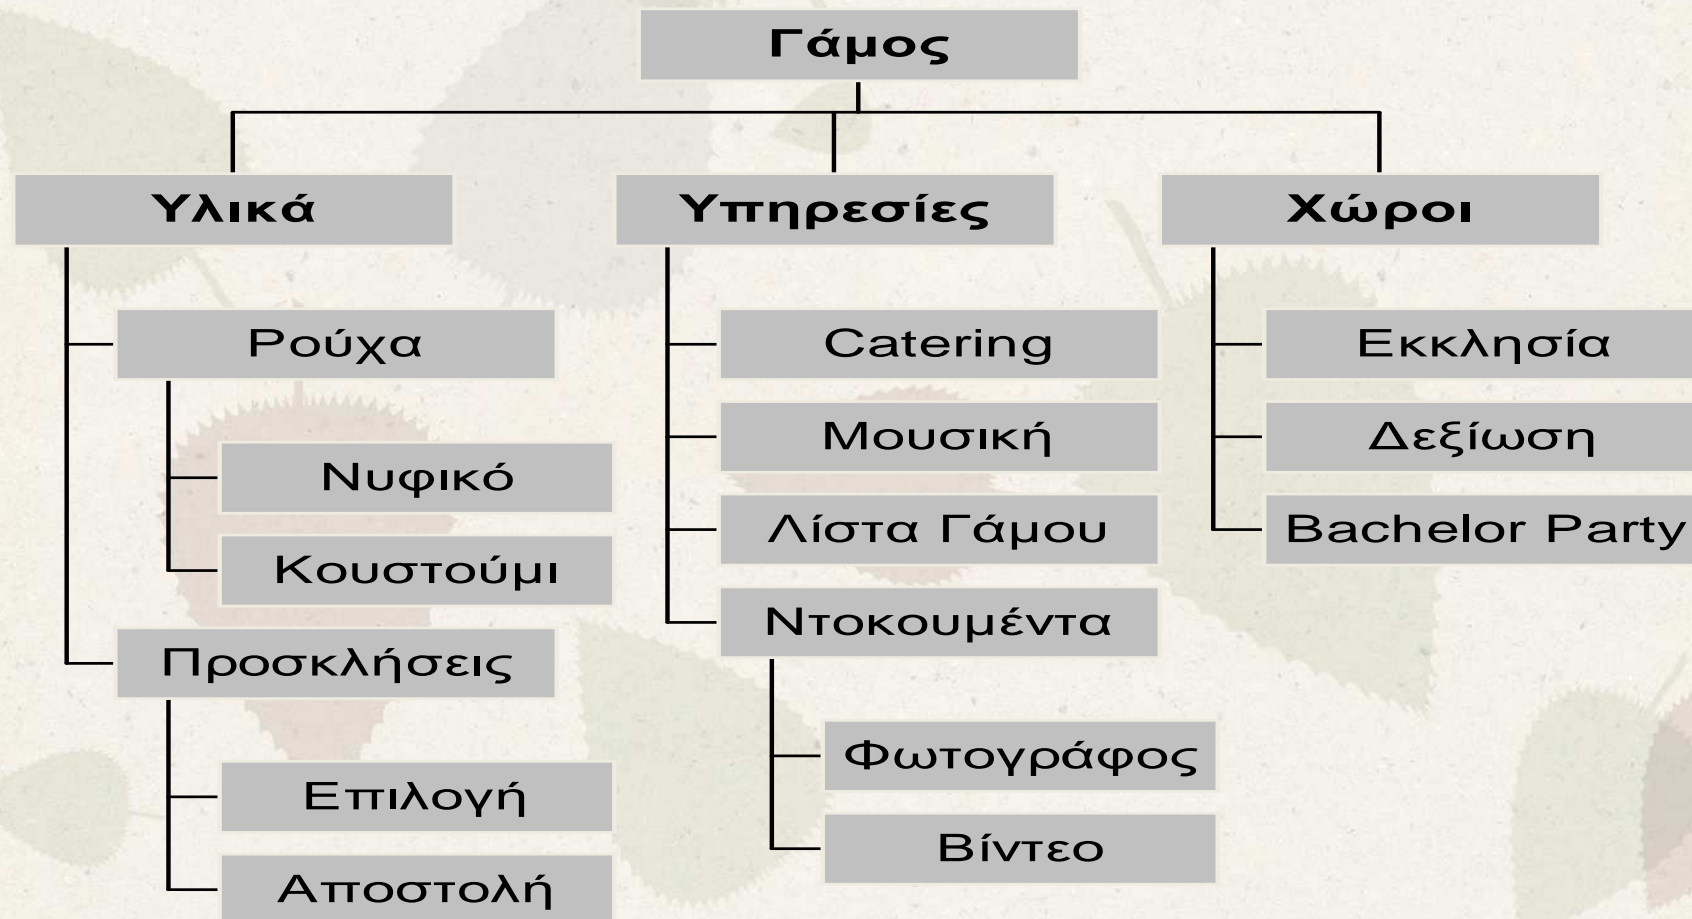 Γάμος
Υλικά
Υπηρεσίες
Χώροι
Ρούχα
Νυφικό
Κουστούμι
Προσκλήσεις
Επιλογή
Αποστολή
Catering
Μουσική
Λίστα Γάμου
Ντοκουμέντα
Φωτογράφος
Βίντεο
Εκκλησία
Δεξίωση
Bachelor Party